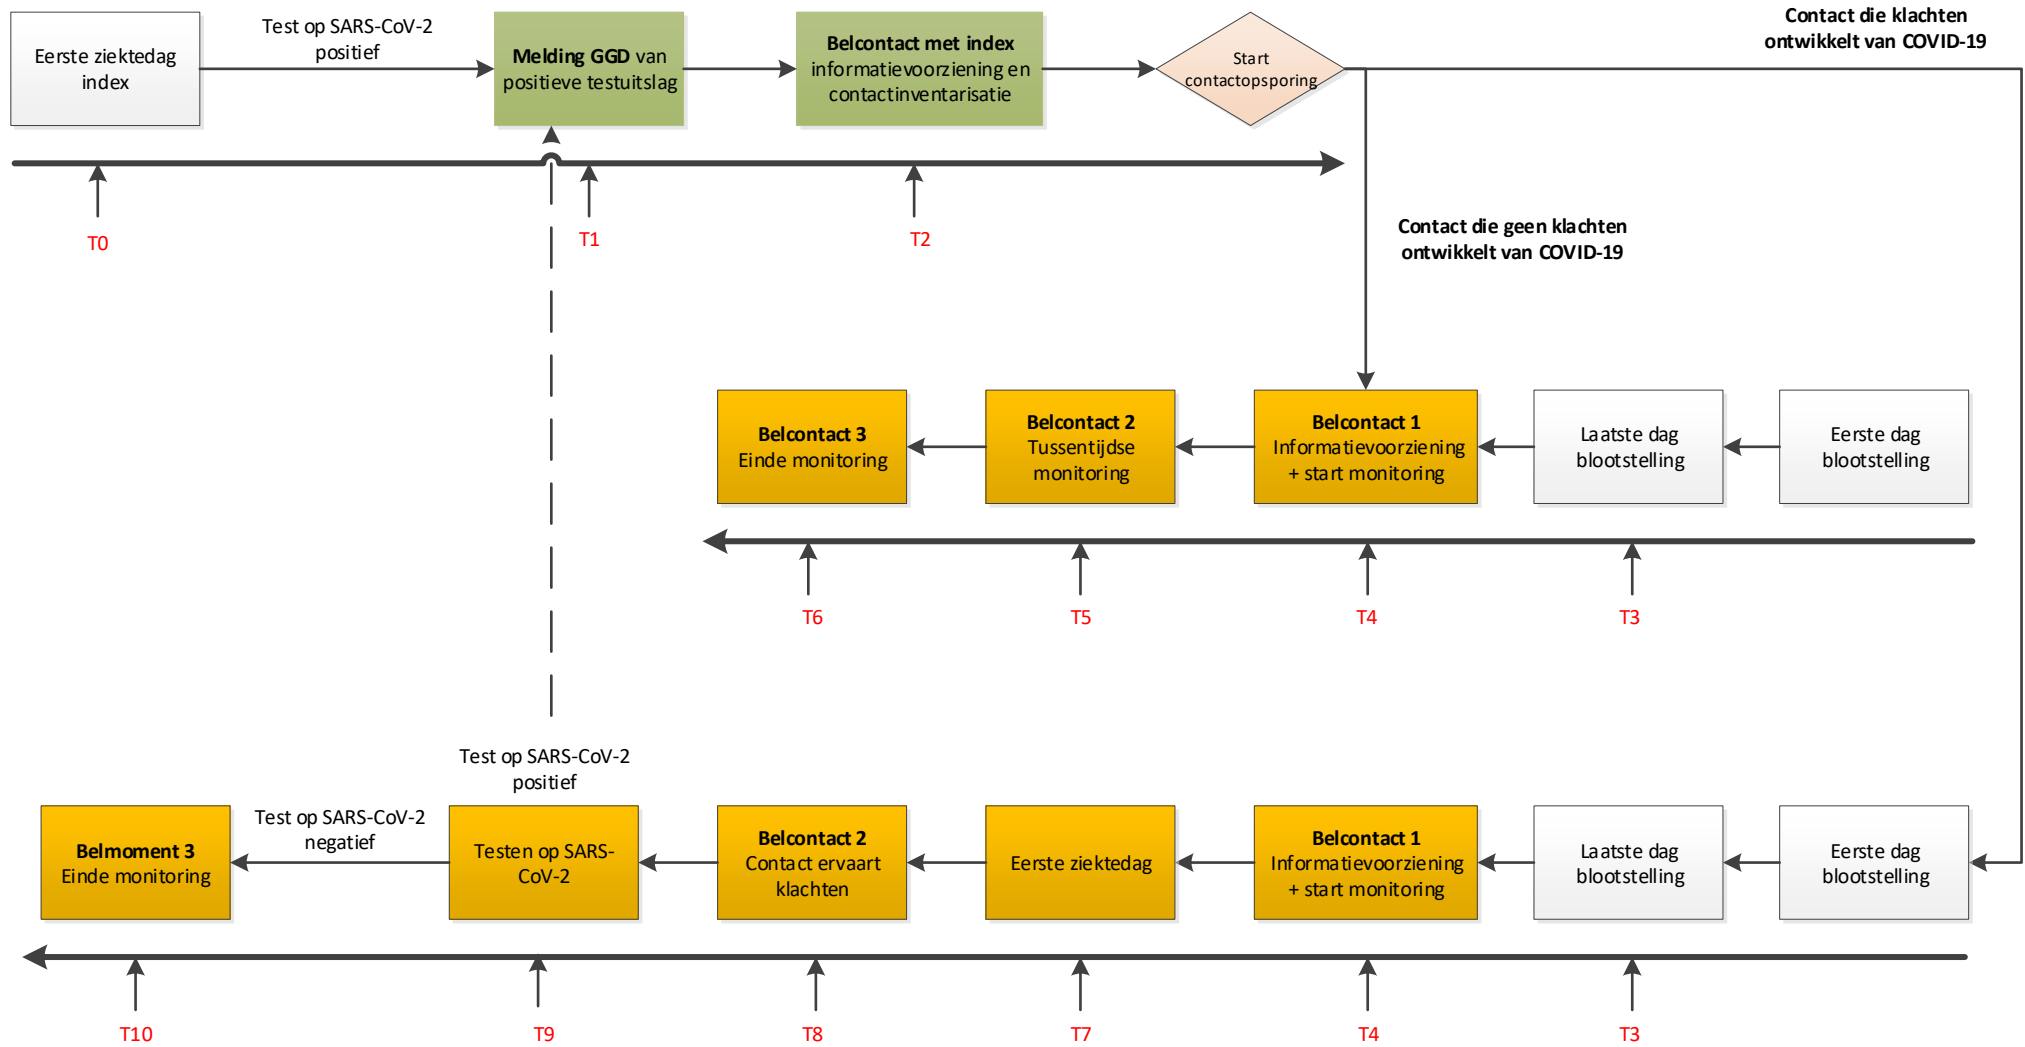 Eerste ziektedag
index
Test op SARS-CoV-2
positief
Melding GGD van
positieve testuitslag
Belcontact met index
informatievoorziening en
contactinventarisatie
Start
contactopsporing
Contact die klachten
ontwikkelt van COVID-19
T0
T1
T2
Contact die geen klachten
ontwikkelt van COVID-19
Belcontact 3
Einde monitoring
Belcontact 2
Tussentijdse
monitoring
Belcontact 1
Informatievoorziening
+ start monitoring
Laatste dag
blootstelling
Eerste dag
blootstelling
T6
T5
T4
T3
Test op SARS-CoV-2
positief
Belmoment 3
Einde monitoring
Test op SARS-CoV-2
negatief
Testen op SARS-
CoV-2
Belcontact 2
Contact ervaart
klachten
Eerste ziektedag
Belcontact 1
Informatievoorziening
+ start monitoring
Laatste dag
blootstelling
Eerste dag
blootstelling
T10
T9
T8
T7
T4
T3